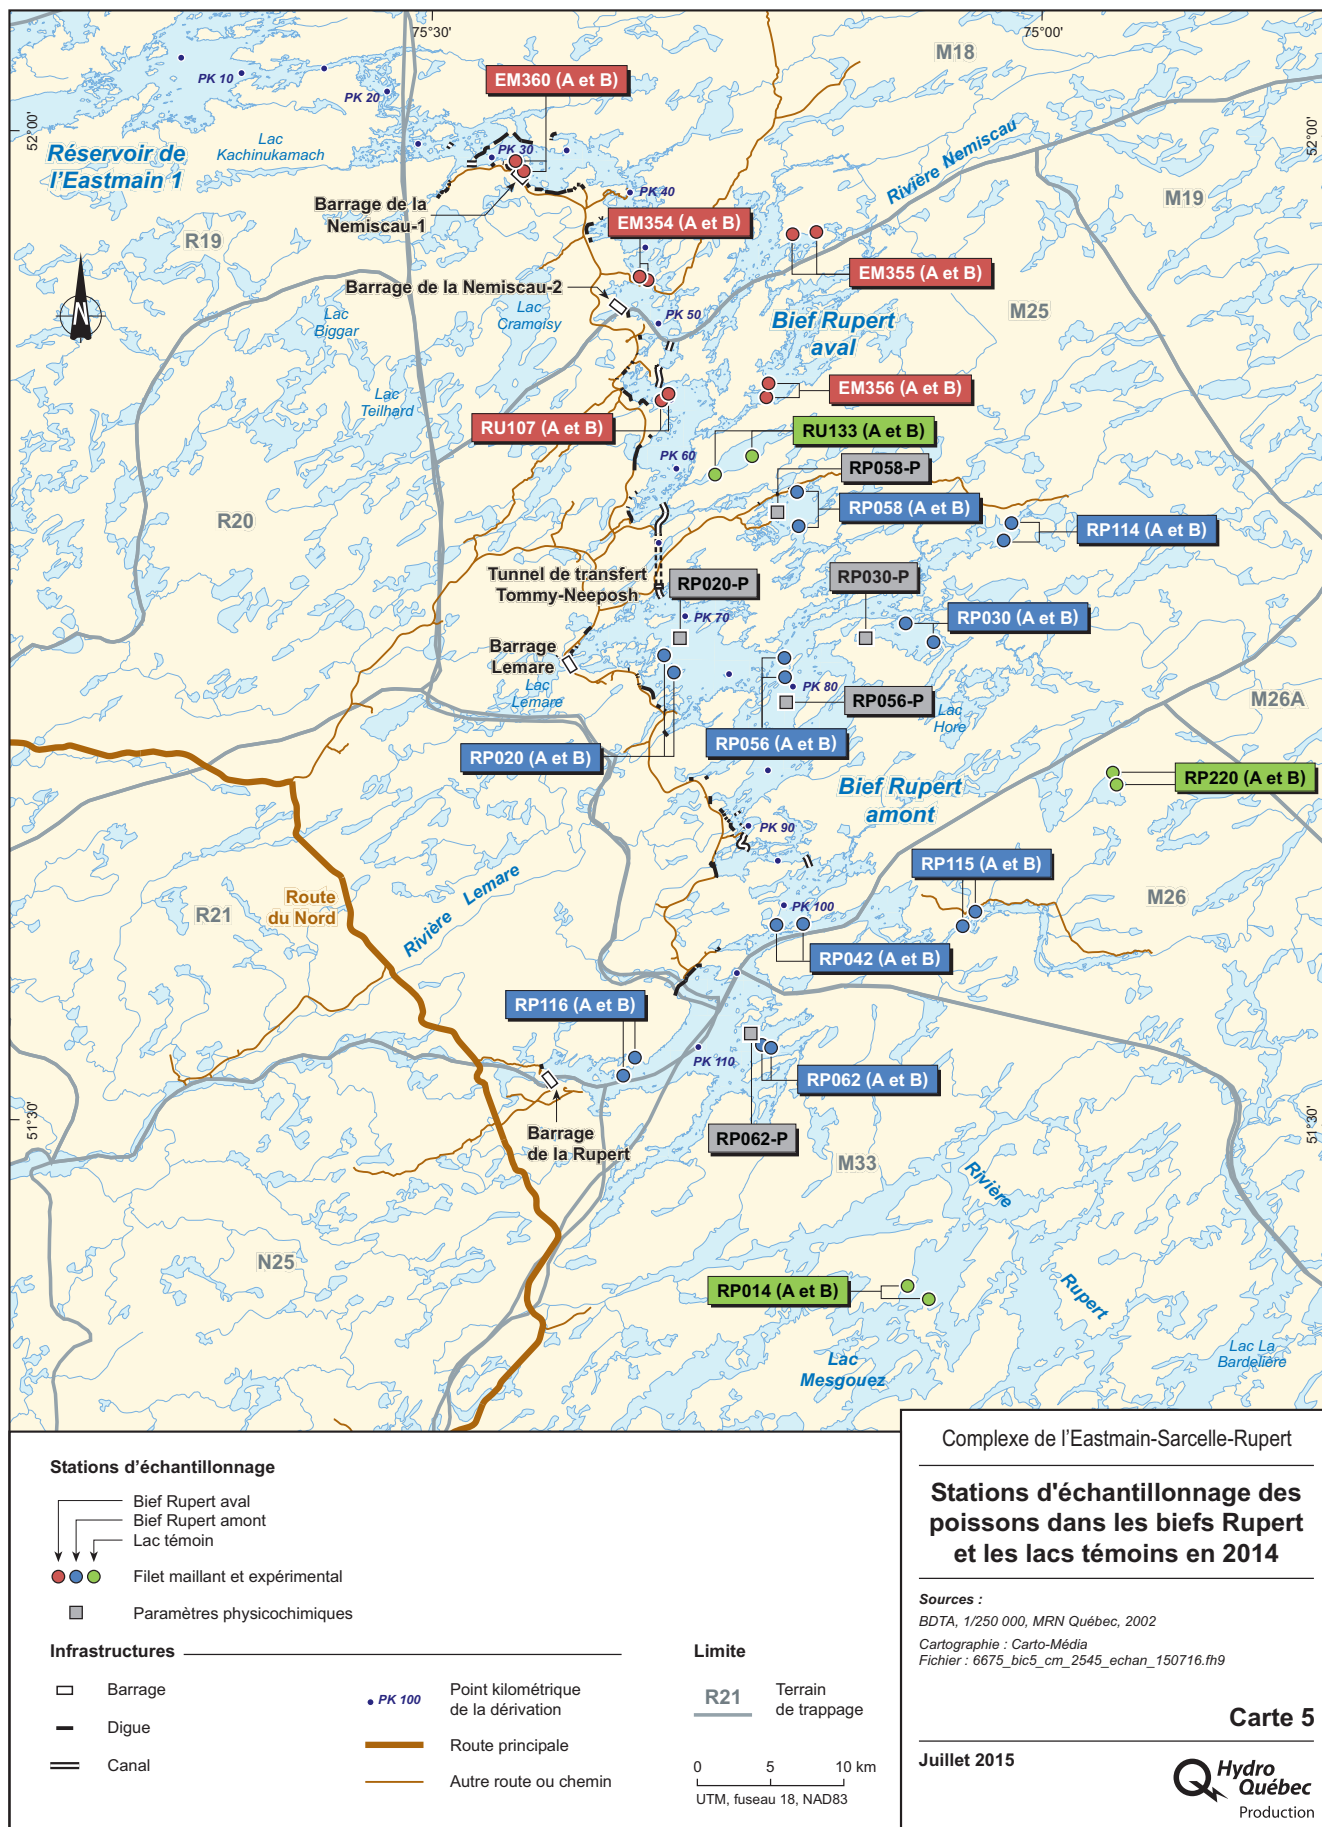 75°30'
75°00'
M18
EM360 (A et B)
PK 10
PK 20
52°00'
52°00'
Lac
Kachinukamach
Réservoir de
l'Eastmain 1
PK 30
Rivière Nemiscau
PK 40
M19
Barrage de la
Nemiscau-1
R19
EM354 (A et B)
EM355 (A et B)
Barrage de la Nemiscau-2
N
Lac
Biggar
Lac
Cramoisy
PK 50
Bief Rupert
aval
M25
Lac
Teilhard
EM356 (A et B)
RU107 (A et B)
RU133 (A et B)
PK 60
RP058-P
RP058 (A et B)
R20
RP114 (A et B)
Tunnel de transfert
Tommy-Neeposh
RP020-P
RP030-P
PK 70
RP030 (A et B)
Barrage
Lemare
Lac
Lemare
PK 80
RP056-P
M26A
Lac
Hore
RP020 (A et B)
RP056 (A et B)
RP220 (A et B)
Bief Rupert
amont
PK 90
RP115 (A et B)
Route
du Nord
Rivière Lemare
R21
M26
PK 100
RP042 (A et B)
RP116 (A et B)
PK 110
RP062 (A et B)
51°30'
51°30'
Barrage
de la Rupert
RP062-P
M33
Rivière
Rupert
N25
RP014 (A et B)
Lac
Mesgouez
Lac La
Bardelière
Stations d'échantillonnage
Bief Rupert aval
Bief Rupert amont
Lac témoin
Filet maillant et expérimental
Paramètres physicochimiques
Infrastructures
Barrage
Digue
Canal
PK 100
Point kilométrique
de la dérivation
Route principale
Autre route ou chemin
Limite
R21
Terrain
de trappage
0 5 10 km
UTM, fuseau 18, NAD83
Complexe de l'Eastmain-Sarcelle-Rupert
Stations d'échantillonnage des
poissons dans les biefs Rupert
et les lacs témoins en 2014
Sources :
BDTA, 1/250 000, MRN Québec, 2002
Cartographie : Carto-Média
Fichier : 6675_bic5_cm_2545_echan_150716.fh9
Carte 5
Juillet 2015
Hydro
Québec
Production